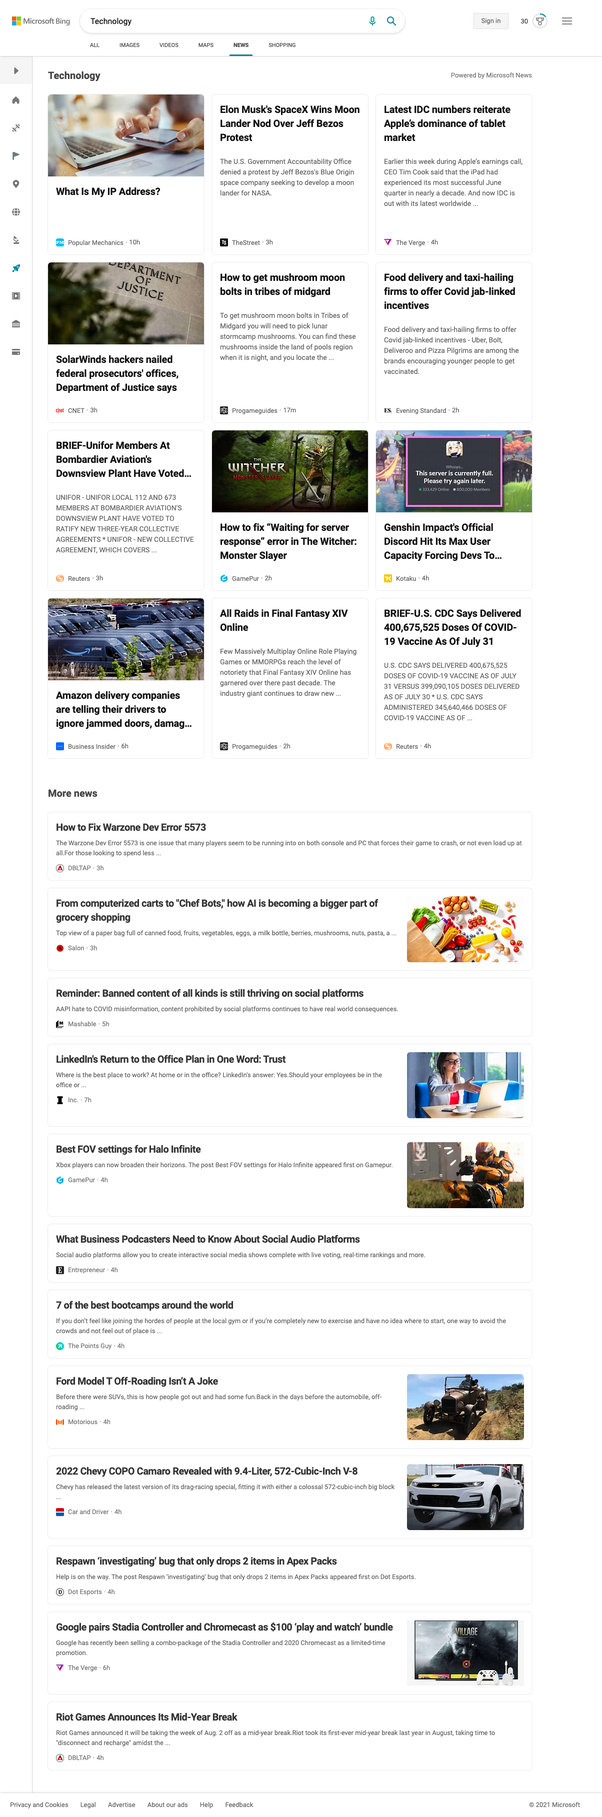 Microsoft Bing
Technology
Sign in
30
ALL
IMAGES
VIDEOS
MAPS
NEWS
SHOPPING
Technology
Powered by Microsoft News
What Is My IP Address?
Popular Mechanics · 10h
Elon Musk's SpaceX Wins Moon
Lander Nod Over Jeff Bezos
Protest
The U.S. Government Accountability Office
denied a protest by Jeff Bezos's Blue Origin
space company seeking to develop a moon
lander for NASA.
TheStreet · 3h
Latest IDC numbers reiterate
Apple's dominance of tablet
market
Earlier this week during Apple's earnings call,
CEO Tim Cook said that the iPad had
experienced its most successful June
quarter in nearly a decade. And now IDC is
out with its latest worldwide ...
The Verge · 4h
DEPARTMENT
OF
JUSTICE
SolarWinds hackers nailed
federal prosecutors' offices,
Department of Justice says
CNET · 3h
How to get mushroom moon
bolts in tribes of midgard
To get mushroom moon bolts in Tribes of
Midgard you will need to pick lunar
stormcamp mushrooms. You can find these
mushrooms inside the land of pools region
when it is night, and you locate the ...
Progameguides · 17m
Food delivery and taxi-hailing
firms to offer Covid jab-linked
incentives
Food delivery and taxi-hailing firms to offer
Covid jab-linked incentives - Uber, Bolt,
Deliveroo and Pizza Pilgrims are among the
brands encouraging younger people to get
vaccinated.
ES
Evening Standard · 2h
BRIEF-Unifor Members At
Bombardier Aviation's
Downsview Plant Have Voted...
UNIFOR - UNIFOR LOCAL 112 AND 673
MEMBERS AT BOMBARDIER AVIATION'S
DOWNSVIEW PLANT HAVE VOTED TO
RATIFY NEW THREE-YEAR COLLECTIVE
AGREEMENTS * UNIFOR - NEW COLLECTIVE
AGREEMENT, WHICH COVERS ...
Reuters · 3h
THE
WITCHER
MONSTER SLAYER
How to fix “Waiting for server
response” error in The Witcher:
Monster Slayer
GamePur · 2h
Whoops...
This server is currently full.
Please try again later.
Genshin Impact's Official
Discord Hit Its Max User
Capacity Forcing Devs To...
Kotaku · 4h
prime
Amazon delivery companies
are telling their drivers to
ignore jammed doors, damag...
Business Insider · 6h
All Raids in Final Fantasy XIV
Online
Few Massively Multiplay Online Role Playing
Games or MMORPGs reach the level of
notoriety that Final Fantasy XIV Online has
garnered over there past decade. The
industry giant continues to draw new ...
Progameguides · 2h
BRIEF-U.S. CDC Says Delivered
400,675,525 Doses Of COVID-
19 Vaccine As Of July 31
U.S. CDC SAYS DELIVERED 400,675,525
DOSES OF COVID-19 VACCINE AS OF JULY
31 VERSUS 399,090,105 DOSES DELIVERED
AS OF JULY 30 * U.S. CDC SAYS
ADMINISTERED 345,640,466 DOSES OF
COVID-19 VACCINE AS OF ...
Reuters · 4h
More news
How to Fix Warzone Dev Error 5573
The Warzone Dev Error 5573 is one issue that many players seem to be running into on both console and PC that forces their game to crash, or not even load up at
all.For those looking to spend less ...
DBLTAP · 3h
From computerized carts to "Chef Bots," how AI is becoming a bigger part of
grocery shopping
Top view of a paper bag full of canned food, fruits, vegetables, eggs, a milk bottle, berries, mushrooms, nuts, pasta, a ...
Salon · 3h
Reminder: Banned content of all kinds is still thriving on social platforms
AAPI hate to COVID misinformation, content prohibited by social platforms continues to have real world consequences.
Mashable · 5h
LinkedIn's Return to the Office Plan in One Word: Trust
Where is the best place to work? At home or in the office? LinkedIn's answer: Yes.Should your employees be in the
office or ...
Inc. · 7h
Best FOV settings for Halo Infinite
Xbox players can now broaden their horizons. The post Best FOV settings for Halo Infinite appeared first on Gamepur.
GamePur · 4h
What Business Podcasters Need to Know About Social Audio Platforms
Social audio platforms allow you to create interactive social media shows complete with live voting, real-time rankings and more.
E
Entrepreneur · 4h
7 of the best bootcamps around the world
If you don't feel like joining the hordes of people at the local gym or if you're completely new to exercise and have no idea where to start, one way to avoid the
crowds and not feel out of place is ...
The Points Guy · 4h
Ford Model T Off-Roading Isn't A Joke
Before there were SUVs, this is how people got out and had some fun.Back in the days before the automobile, off-
roading ...
Motorious · 4h
2022 Chevy COPO Camaro Revealed with 9.4-Liter, 572-Cubic-Inch V-8
Chevy has released the latest version of its drag-racing special, fitting it with either a colossal 572-cubic-inch big block
...
Car and Driver · 4h
Respawn ‘investigating’ bug that only drops 2 items in Apex Packs
Help is on the way. The post Respawn ‘investigating’ bug that only drops 2 items in Apex Packs appeared first on Dot Esports.
Dot Esports · 4h
Google pairs Stadia Controller and Chromecast as $100 ‘play and watch’ bundle
Google has recently been selling a combo-package of the Stadia Controller and 2020 Chromecast as a limited-time
promotion.
The Verge · 6h
VILLAGE
Riot Games Announces Its Mid-Year Break
Riot Games announced it will be taking the week of Aug. 2 off as a mid-year break.Riot took its first-ever mid-year break last year in August, taking time to
"disconnect and recharge" amidst the ...
DBLTAP · 4h
Privacy and Cookies
Legal
Advertise
About our ads
Help
Feedback
© 2021 Microsoft